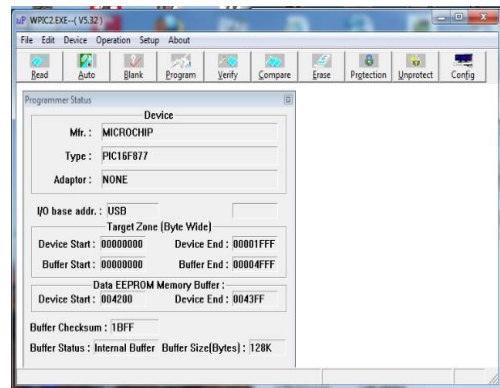 WPIC2.EXE--( V5.32 )
File Edit Device Operation Setup About
Read Auto Blank Program Verify Compare Erase Protection Unprotect Config
Programmer Status
Device
Mfr. : MICROCHIP
Type : PIC16F877
Adaptor : NONE
I/O base addr. : USB
Target Zone (Byte Wide)
Device Start : 00000000 Device End : 00001FFF
Buffer Start : 00000000 Buffer End : 00004FFF
Data EEPROM Memory Buffer :
Device Start : 004200 Device End : 0043FF
Buffer Checksum : 1BFF
Buffer Status : Internal Buffer Buffer Size(Bytes) : 128K